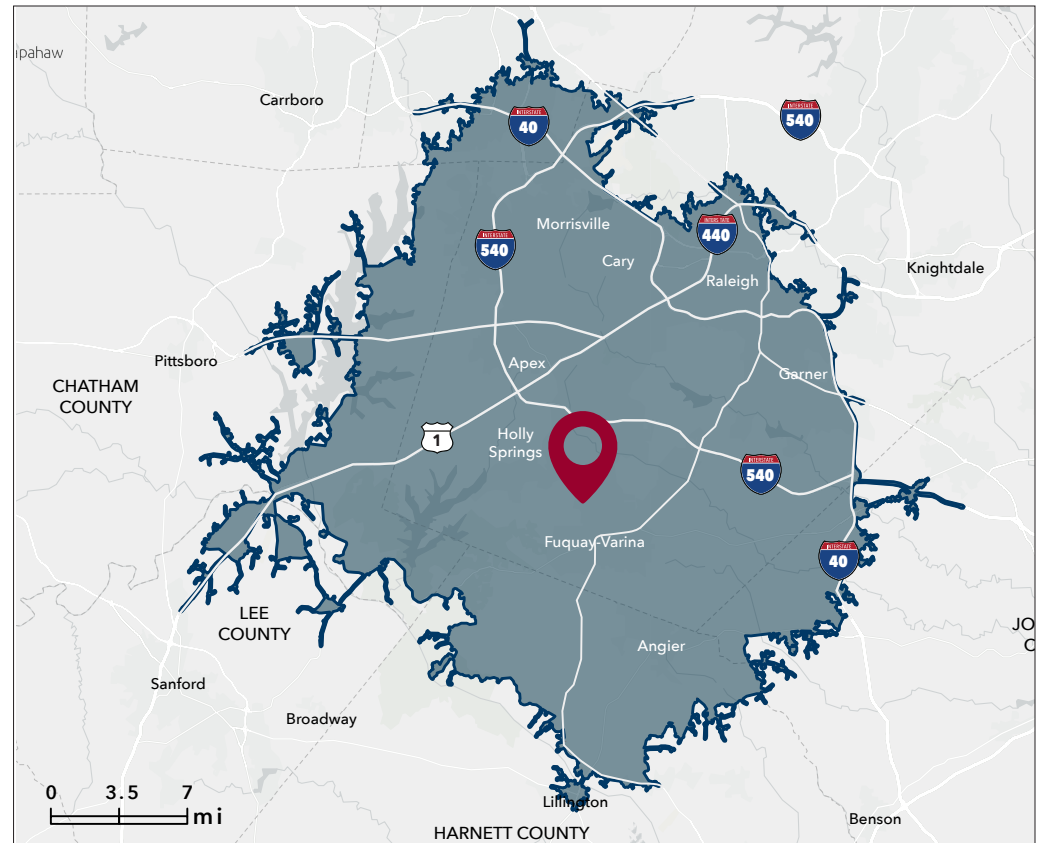 ipahaw
Carrboro
INTERSTATE
40
INTERSTATE
540
Morrisville
INTERSTATE
440
INTERSTATE
540
Cary
Knightdale
Raleigh
Pittsboro
Apex
Garner
CHATHAM
COUNTY
1
Holly
Springs
INTERSTATE
540
Fuquay-Varina
INTERSTATE
40
LEE
COUNTY
JO
C
Angier
Sanford
Broadway
0 3.5 7
mi
Lillington
Benson
HARNETT COUNTY